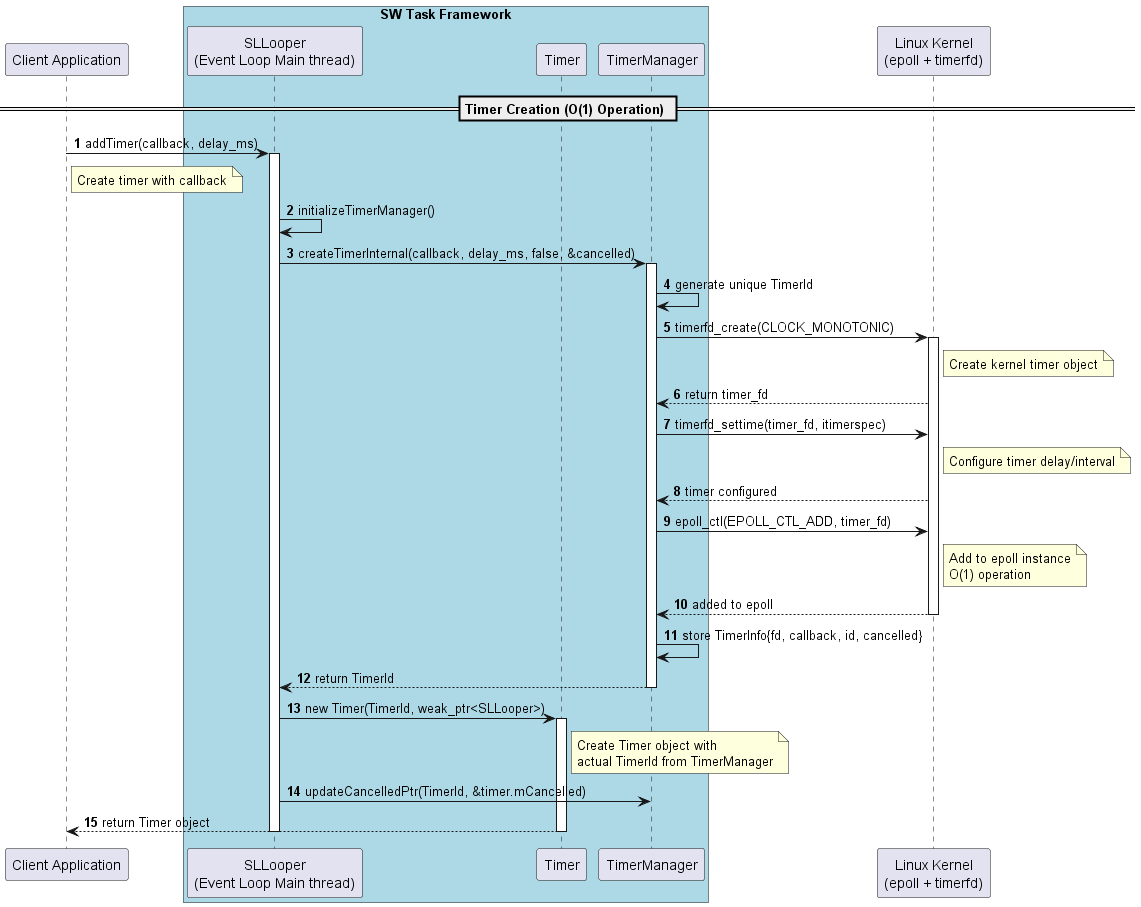 SW Task Framework
Client Application
SLLooper
(Event Loop Main thread)
Timer
TimerManager
Linux Kernel
(epoll + timerfd)
Timer Creation (O(1) Operation)
1 addTimer(callback, delay_ms)
Create timer with callback
2 initializeTimerManager()
3 createTimerInternal(callback, delay_ms, false, &cancelled)
4 generate unique TimerId
5 timerfd_create(CLOCK_MONOTONIC)
Create kernel timer object
6 return timer_fd
7 timerfd_settime(timer_fd, itimerspec)
Configure timer delay/interval
8 timer configured
9 epoll_ctl(EPOLL_CTL_ADD, timer_fd)
Add to epoll instance
O(1) operation
10 added to epoll
11 store TimerInfo{fd, callback, id, cancelled}
12 return TimerId
13 new Timer(TimerId, weak_ptr<SLLooper>)
Create Timer object with
actual TimerId from TimerManager
14 updateCancelledPtr(TimerId, &timer.mCancelled)
15 return Timer object
Client Application
SLLooper
(Event Loop Main thread)
Timer
TimerManager
Linux Kernel
(epoll + timerfd)